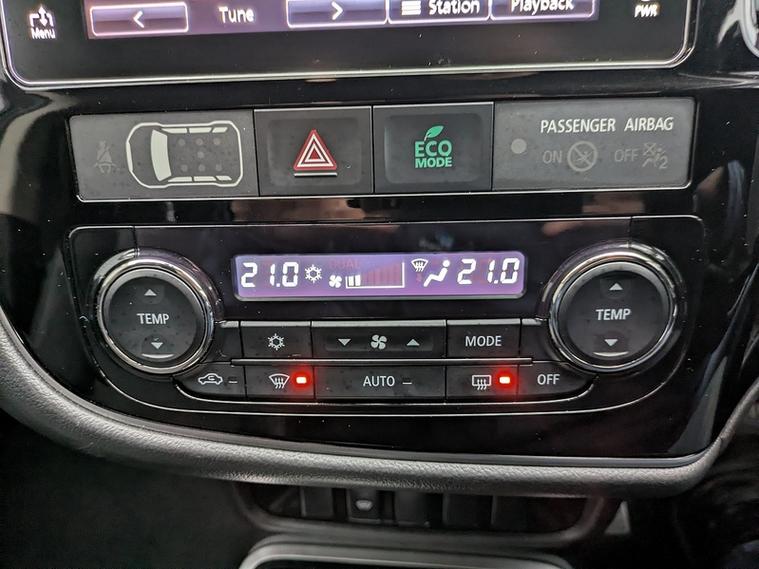 Menu
< Tune > Station Playback
PWR
ECO
MODE
PASSENGER AIRBAG
ON OFF
2
21.0 DUAL 21.0
TEMP
TEMP
MODE
AUTO
OFF